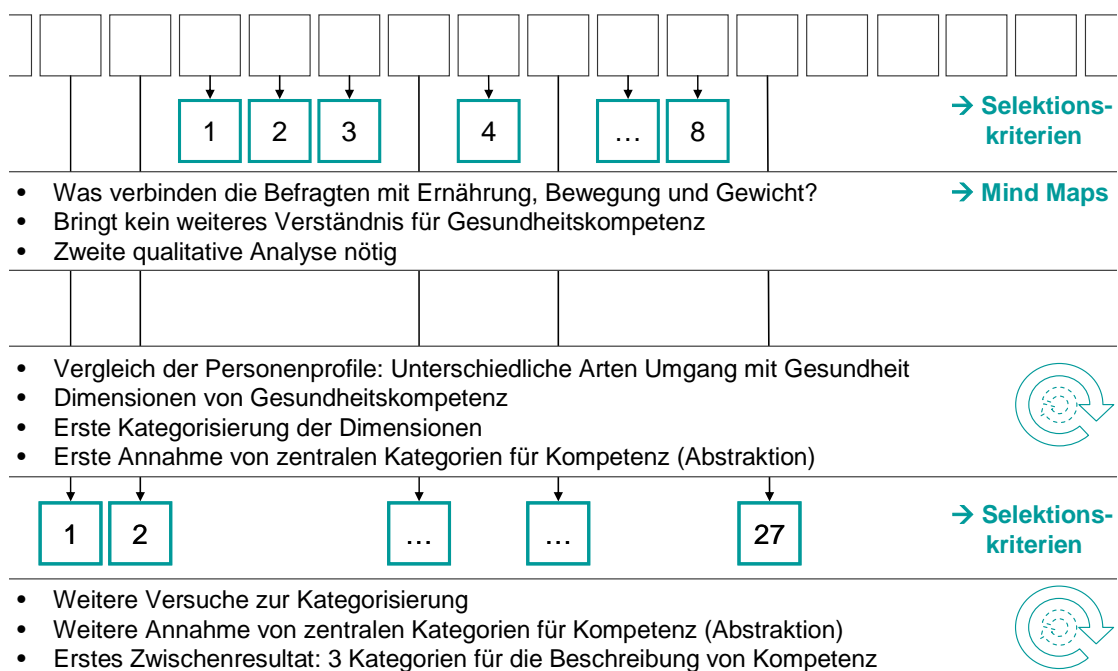 1 2 3 4 … 8
→ Selektions-
kriterien
• Was verbinden die Befragten mit Ernährung, Bewegung und Gewicht?
→ Mind Maps
• Bringt kein weiteres Verständnis für Gesundheitskompetenz
• Zweite qualitative Analyse nötig
• Vergleich der Personenprofile: Unterschiedliche Arten Umgang mit Gesundheit
• Dimensionen von Gesundheitskompetenz
• Erste Kategorisierung der Dimensionen
• Erste Annahme von zentralen Kategorien für Kompetenz (Abstraktion)
1 2 … … 27
→ Selektions-
kriterien
• Weitere Versuche zur Kategorisierung
• Weitere Annahme von zentralen Kategorien für Kompetenz (Abstraktion)
• Erstes Zwischenresultat: 3 Kategorien für die Beschreibung von Kompetenz